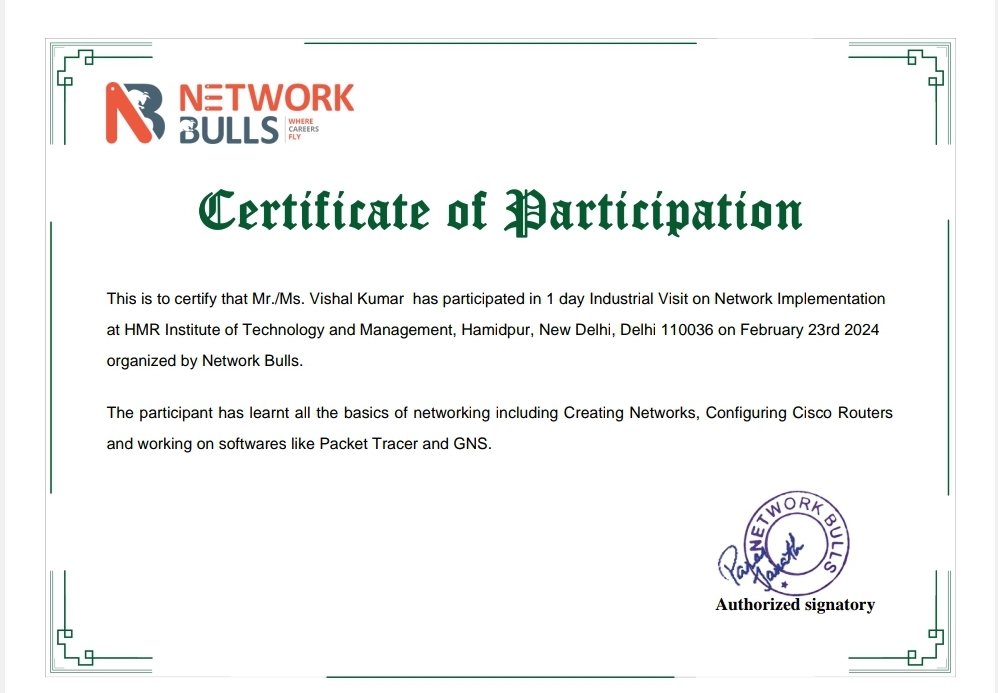 NETWORK
BULLS
WHERE
CAREERS
FLY
Certificate of Participation
This is to certify that Mr./Ms. Vishal Kumar has participated in 1 day Industrial Visit on Network Implementation
at HMR Institute of Technology and Management, Hamidpur, New Delhi, Delhi 110036 on February 23rd 2024
organized by Network Bulls.
The participant has learnt all the basics of networking including Creating Networks, Configuring Cisco Routers
and working on softwares like Packet Tracer and GNS.
NETWORK BULLS
Authorized signatory